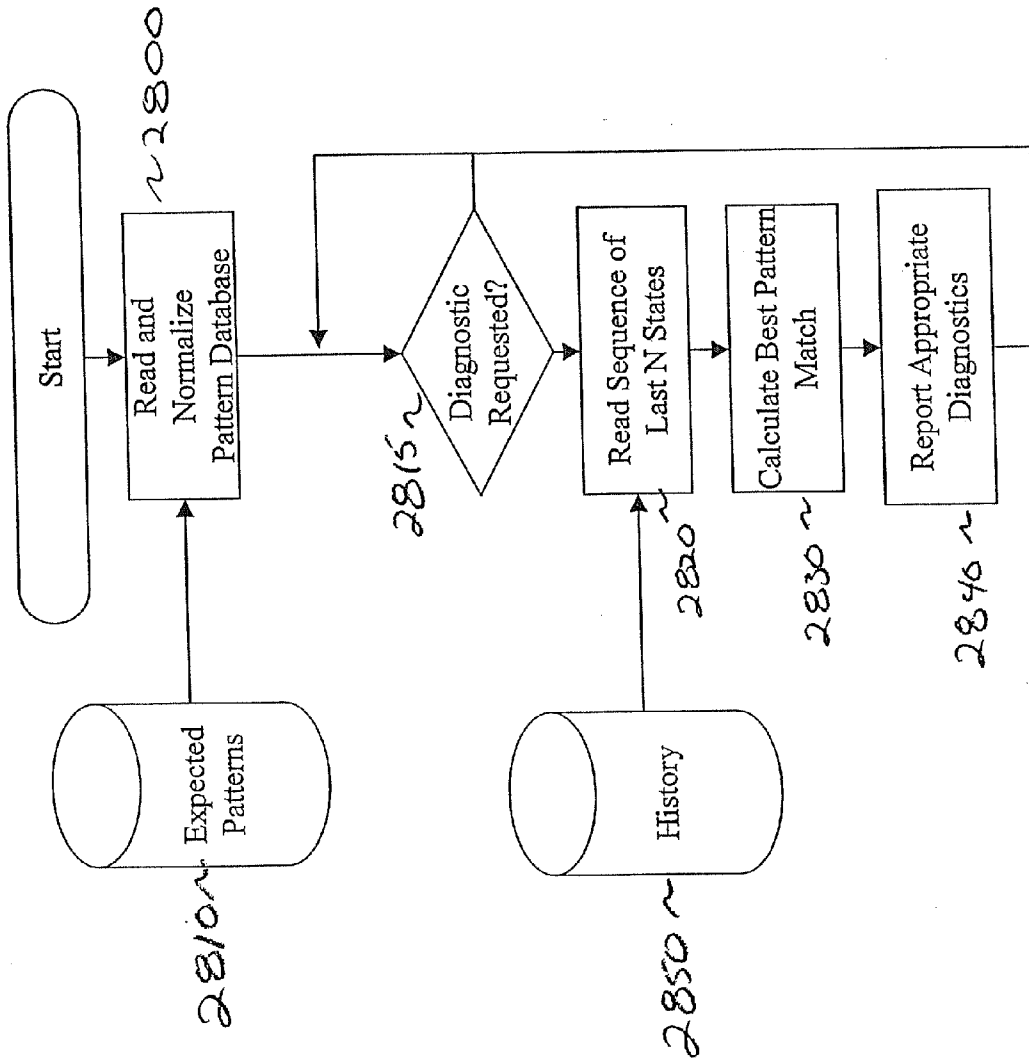 Start
~2800
Read and
Normalize
Pattern Database
2810~
Expected
Patterns
2815~
Diagnostic
Requested?
Read Sequence of
Last N States
2820~
History
2850~
Calculate Best Pattern
Match
2830~
Report Appropriate
Diagnostics
2840~